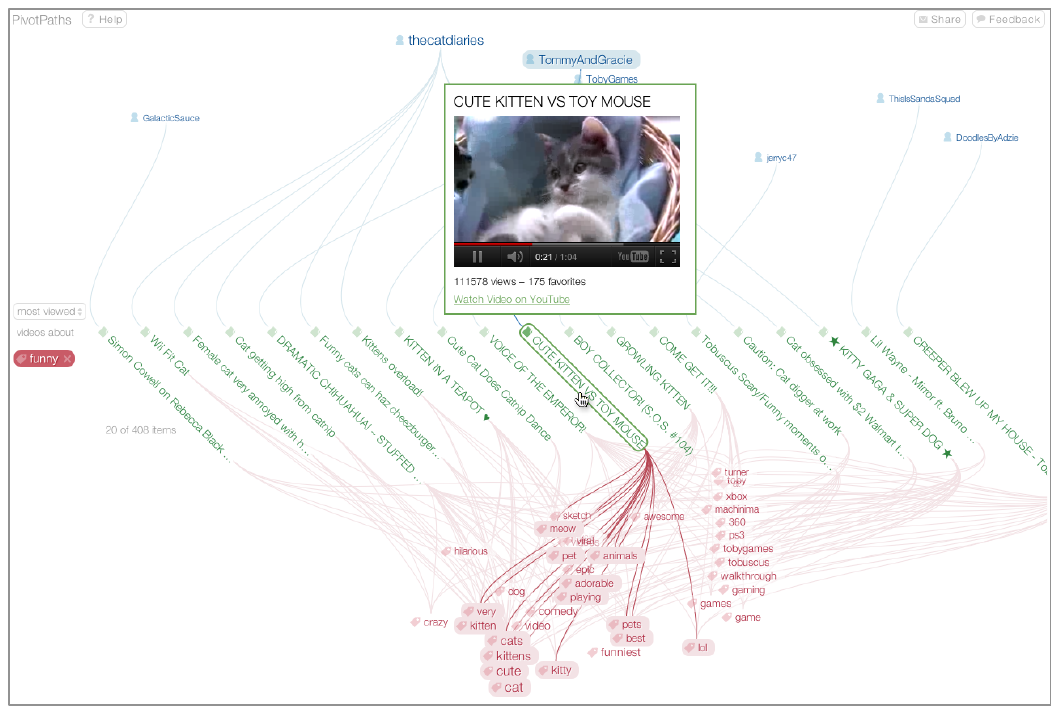 PivotPaths
? Help
Share
Feedback
thecatdiaries
TommyAndGracie
TobyGames
GalacticSauce
ThisIsSandaSquad
DoodlesByAdzie
jerryc47
CUTE KITTEN VS TOY MOUSE
0:21 / 1:04
YouTube
111578 views – 175 favorites
Watch Video on YouTube
most viewed
videos about
funny ×
20 of 408 items
Simon Cowell on Rebecca Black ...
Wii Fit Cat
Female cat very annoyed with h...
Cat getting high from catnip
DRAMATIC CHIHUAHUA! ~ STUFFED ...
Funny cats can haz cheezburger...
Kittens overload!
KITTEN IN A TEAPOT ♥
Cute Cat Does Catnip Dance
VOICE OF THE EMPEROR!
CUTE KITTEN VS TOY MOUSE
BOY COLLECTOR! (S.O.S. #104)
GROWLING KITTEN
COME GET IT!!!
Tobuscus Scary/Funny moments o...
Caution: Cat digger at work
Cat obsessed with $2 Walmart l...
★ KITTY GAGA & SUPER DOG ★
Lil Wayne - Mirror ft. Bruno ...
CREEPER BLEW UP MY HOUSE - To
turner
toby
xbox
machinima
sketch
awesome
360
meow
ps3
viral
tobygames
hilarious
pet
animals
tobuscus
epic
walkthrough
adorable
dog
gaming
playing
games
very
comedy
game
crazy
kitten
video
pets
cats
best
lol
kittens
funniest
cute
kitty
cat